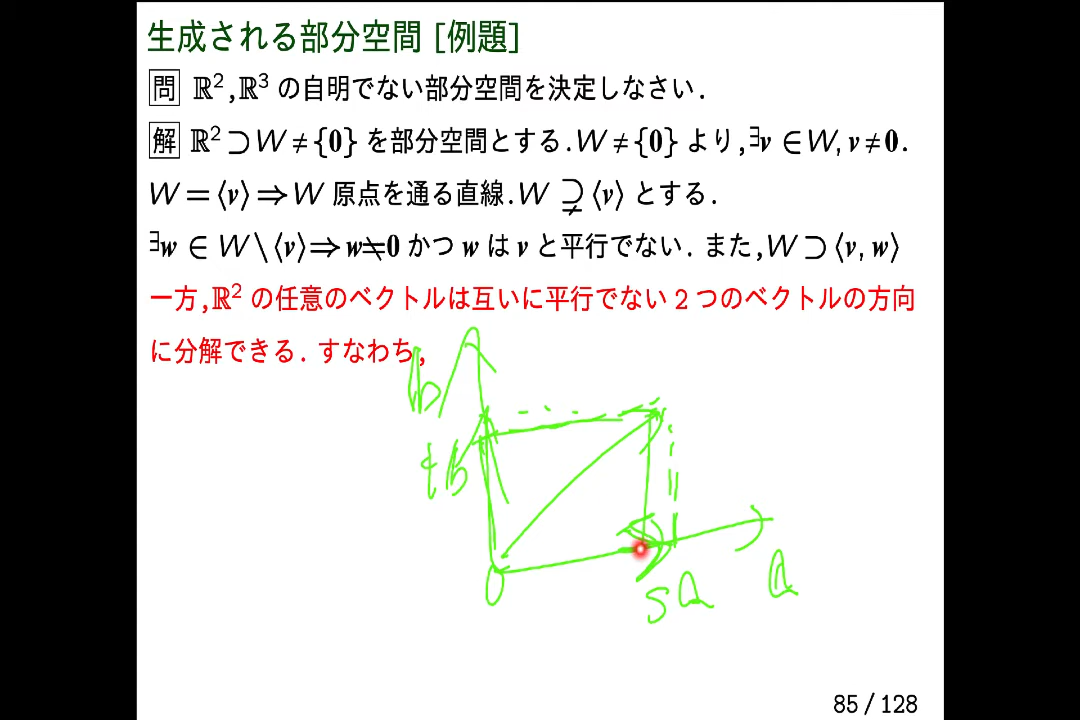 生成される部分空間 [例題]
問 ℝ²,ℝ³ の自明でない部分空間を決定しなさい.
解 ℝ² ⊃ W ≠ {0} を部分空間とする. W ≠ {0} より, ∃v ∈ W, v ≠ 0.
W = ⟨v⟩ ⇒ W 原点を通る直線. W ⊋ ⟨v⟩ とする.
∃w ∈ W \ ⟨v⟩ ⇒ w ≠ 0 かつ w は v と平行でない. また, W ⊃ ⟨v, w⟩
一方, ℝ² の任意のベクトルは互いに平行でない 2 つのベクトルの方向
に分解できる. すなわち,
b
tb
0
sa
a
85 / 128